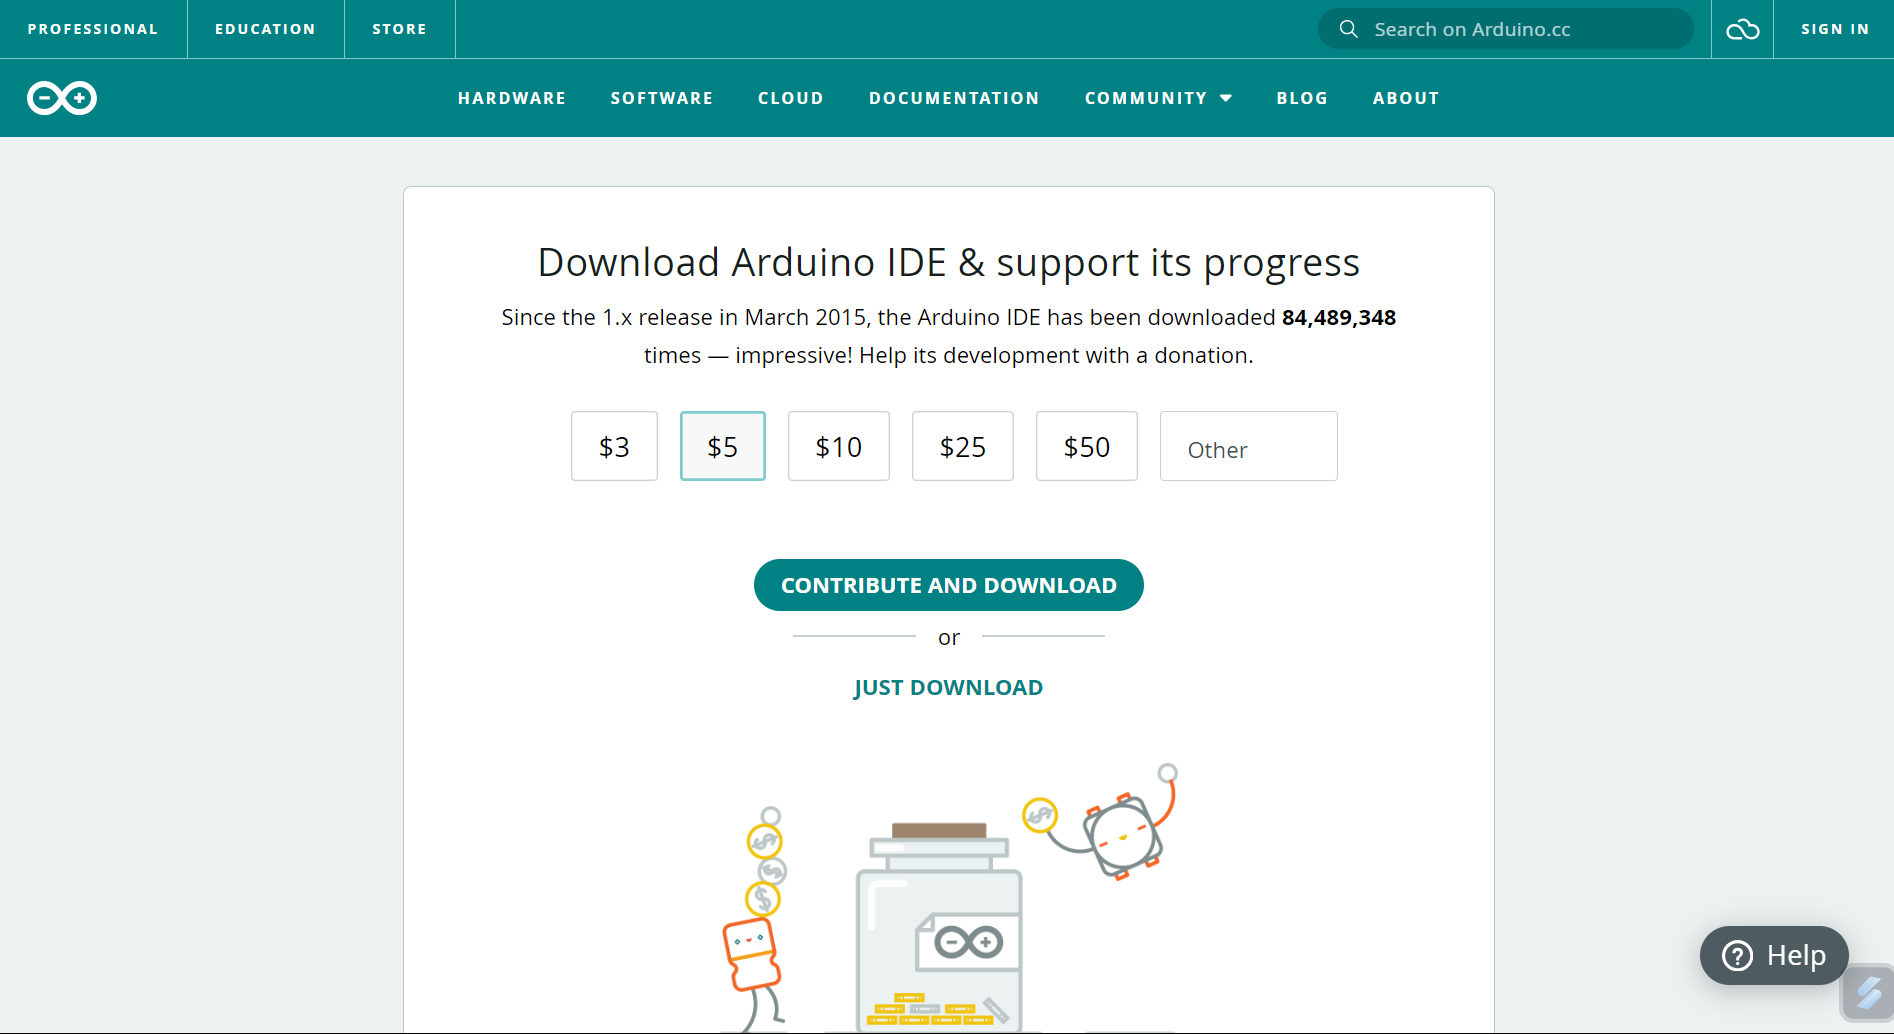 PROFESSIONAL
EDUCATION
STORE
Search on Arduino.cc
SIGN IN
HARDWARE
SOFTWARE
CLOUD
DOCUMENTATION
COMMUNITY
BLOG
ABOUT
Download Arduino IDE & support its progress
Since the 1.x release in March 2015, the Arduino IDE has been downloaded 84,489,348
times — impressive! Help its development with a donation.
$3
$5
$10
$25
$50
Other
CONTRIBUTE AND DOWNLOAD
or
JUST DOWNLOAD
Help